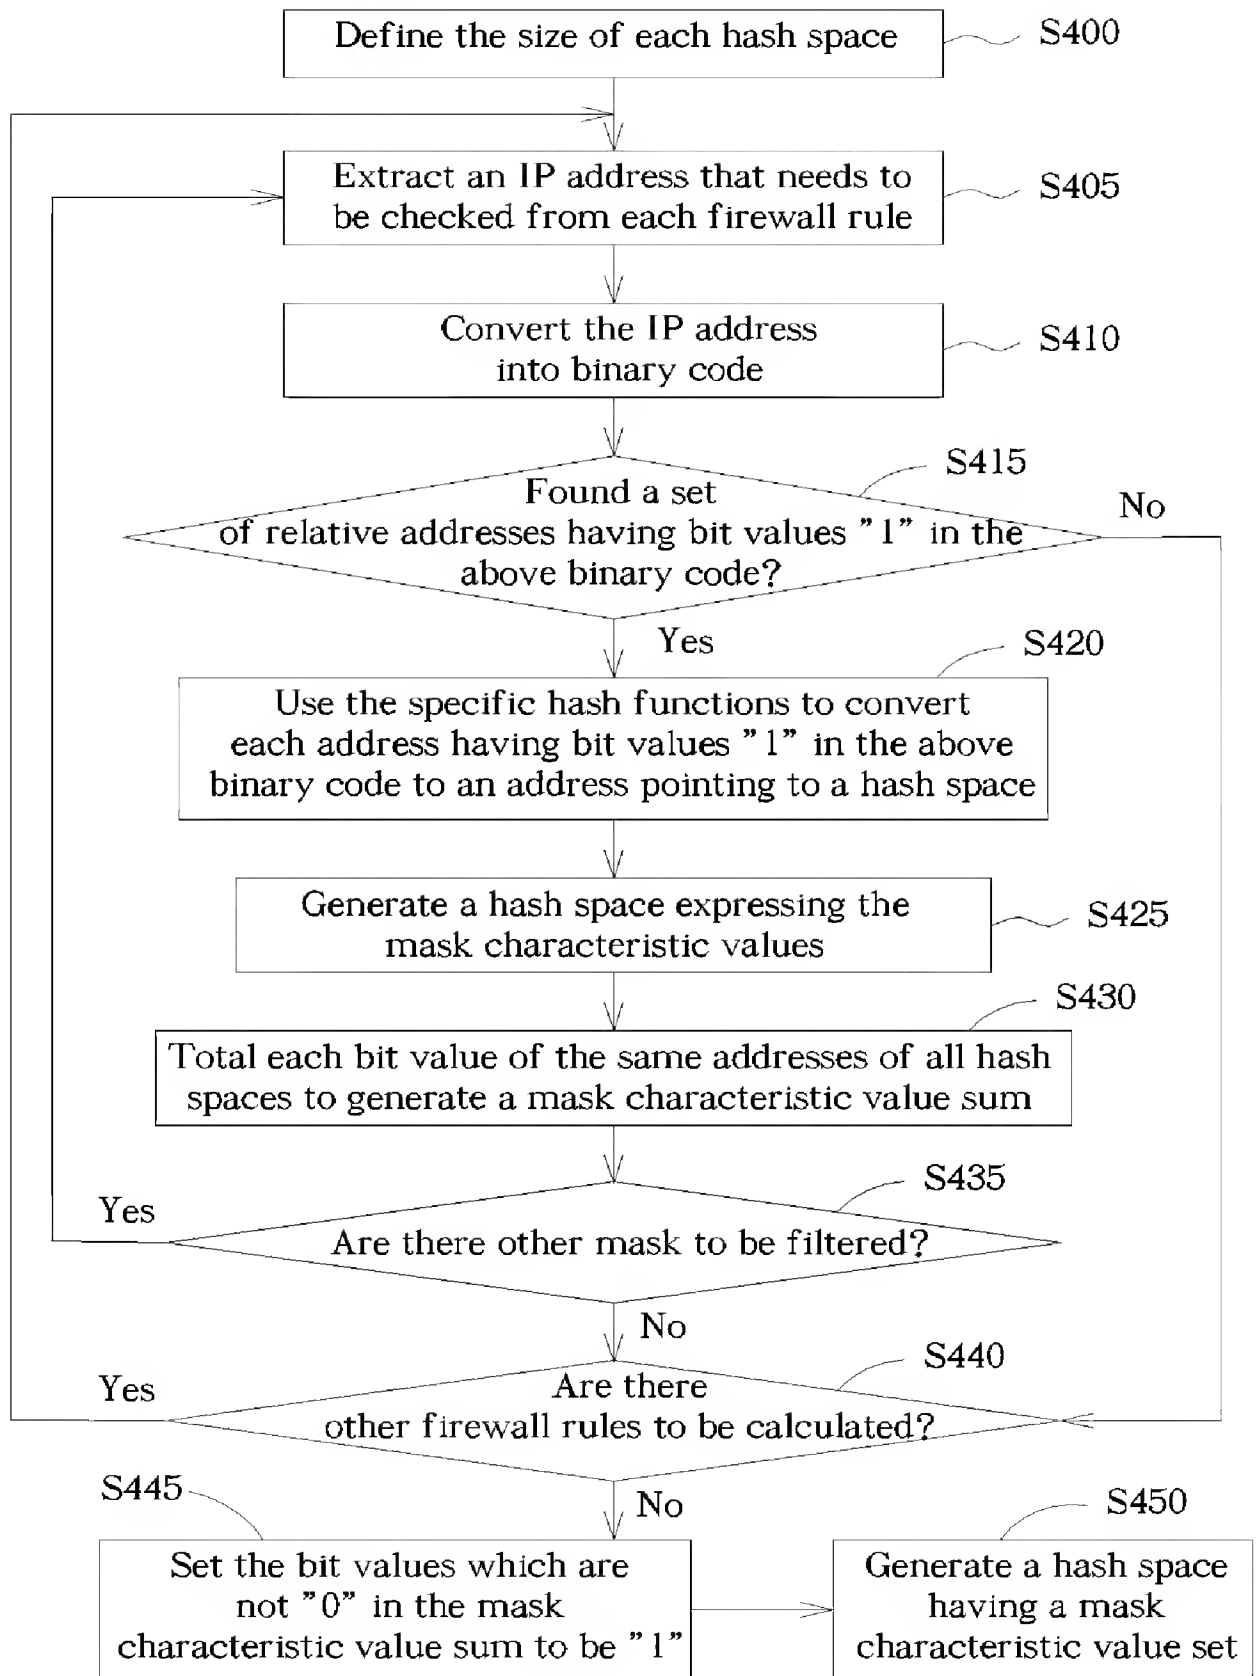 Define the size of each hash space
S400
Extract an IP address that needs to
be checked from each firewall rule
S405
Convert the IP address
into binary code
S410
S415
Found a set
of relative addresses having bit values "1" in the
above binary code?
No
Yes
S420
Use the specific hash functions to convert
each address having bit values "1" in the above
binary code to an address pointing to a hash space
Generate a hash space expressing the
mask characteristic values
S425
S430
Total each bit value of the same addresses of all hash
spaces to generate a mask characteristic value sum
S435
Yes
Are there other mask to be filtered?
No
S440
Yes
Are there
other firewall rules to be calculated?
S445
No
S450
Set the bit values which are
not "0" in the mask
characteristic value sum to be "1"
Generate a hash space
having a mask
characteristic value set